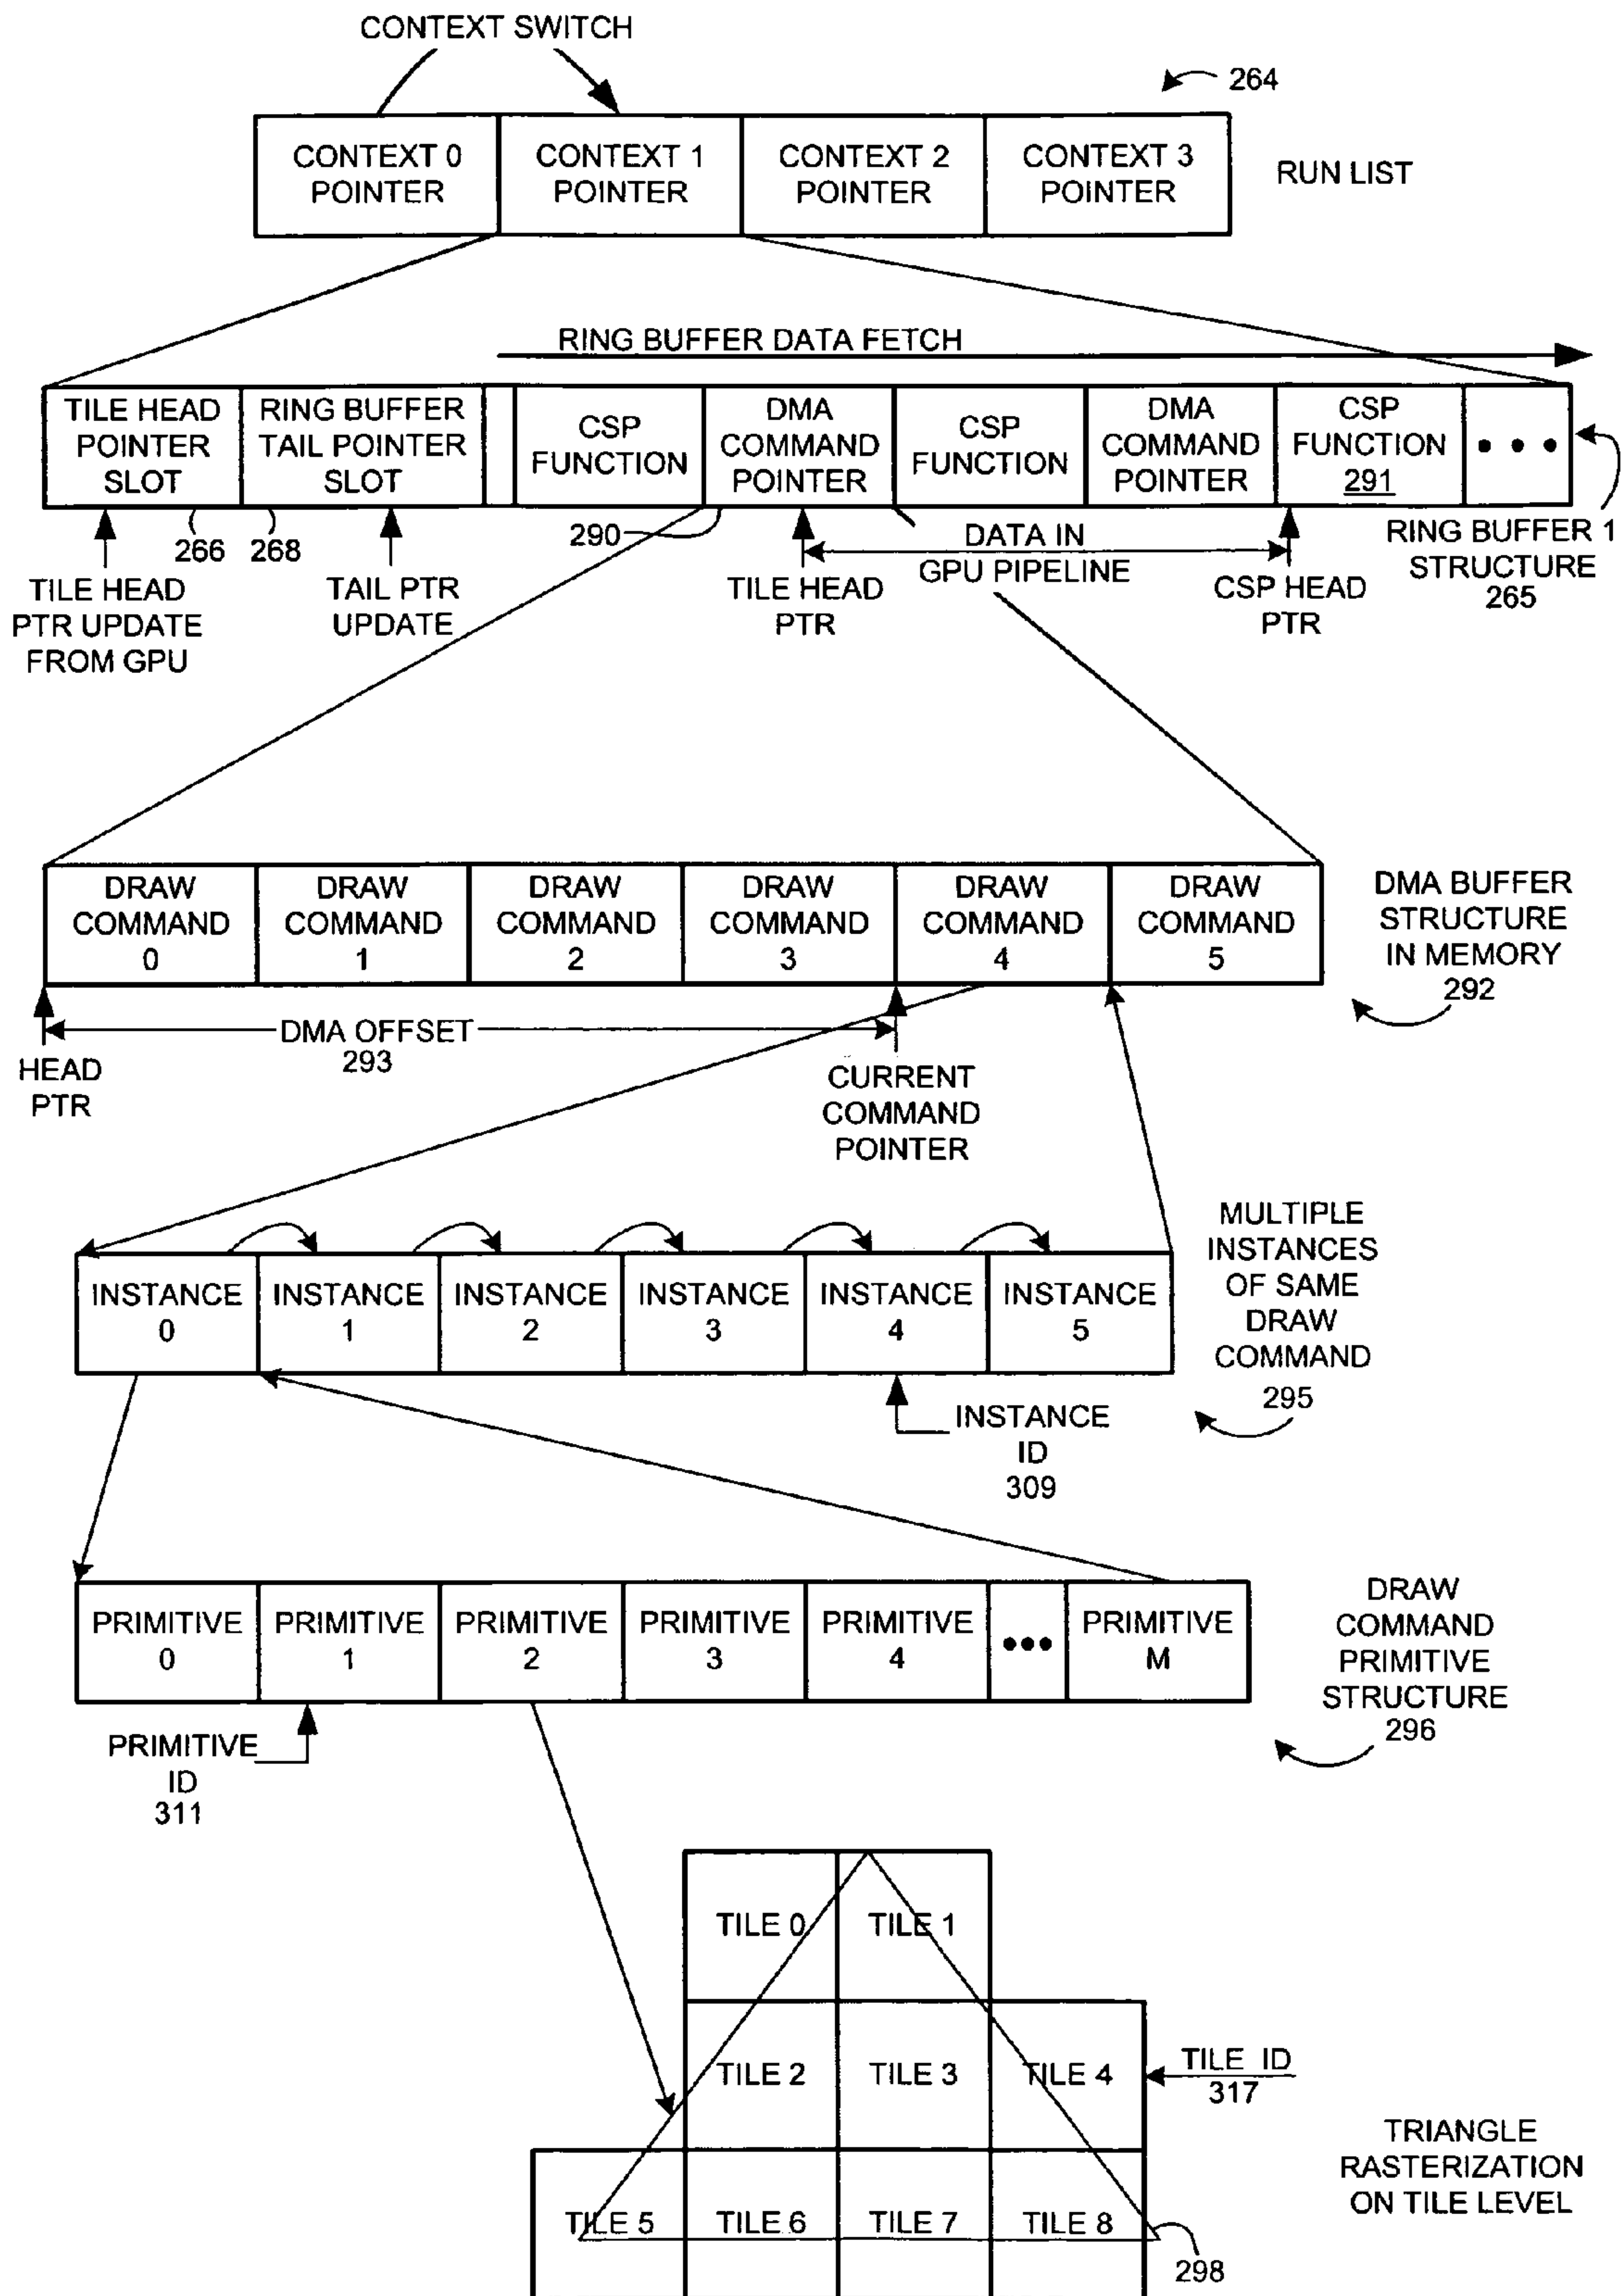 CONTEXT SWITCH
264
CONTEXT 0
POINTER
CONTEXT 1
POINTER
CONTEXT 2
POINTER
CONTEXT 3
POINTER
RUN LIST
RING BUFFER DATA FETCH
TILE HEAD
POINTER
SLOT
RING BUFFER
TAIL POINTER
SLOT
CSP
FUNCTION
DMA
COMMAND
POINTER
CSP
FUNCTION
DMA
COMMAND
POINTER
CSP
FUNCTION
291
• • •
266
268
290
DATA IN
GPU PIPELINE
RING BUFFER 1
STRUCTURE
265
TILE HEAD
PTR UPDATE
FROM GPU
TAIL PTR
UPDATE
TILE HEAD
PTR
CSP HEAD
PTR
DRAW
COMMAND
0
DRAW
COMMAND
1
DRAW
COMMAND
2
DRAW
COMMAND
3
DRAW
COMMAND
4
DRAW
COMMAND
5
DMA BUFFER
STRUCTURE
IN MEMORY
292
DMA OFFSET
293
HEAD
PTR
CURRENT
COMMAND
POINTER
INSTANCE
0
INSTANCE
1
INSTANCE
2
INSTANCE
3
INSTANCE
4
INSTANCE
5
MULTIPLE
INSTANCES
OF SAME
DRAW
COMMAND
295
INSTANCE
ID
309
PRIMITIVE
0
PRIMITIVE
1
PRIMITIVE
2
PRIMITIVE
3
PRIMITIVE
4
•••
PRIMITIVE
M
DRAW
COMMAND
PRIMITIVE
STRUCTURE
296
PRIMITIVE
ID
311
TILE 0
TILE 1
TILE 2
TILE 3
TILE 4
TILE ID
317
TILE 5
TILE 6
TILE 7
TILE 8
TRIANGLE
RASTERIZATION
ON TILE LEVEL
298